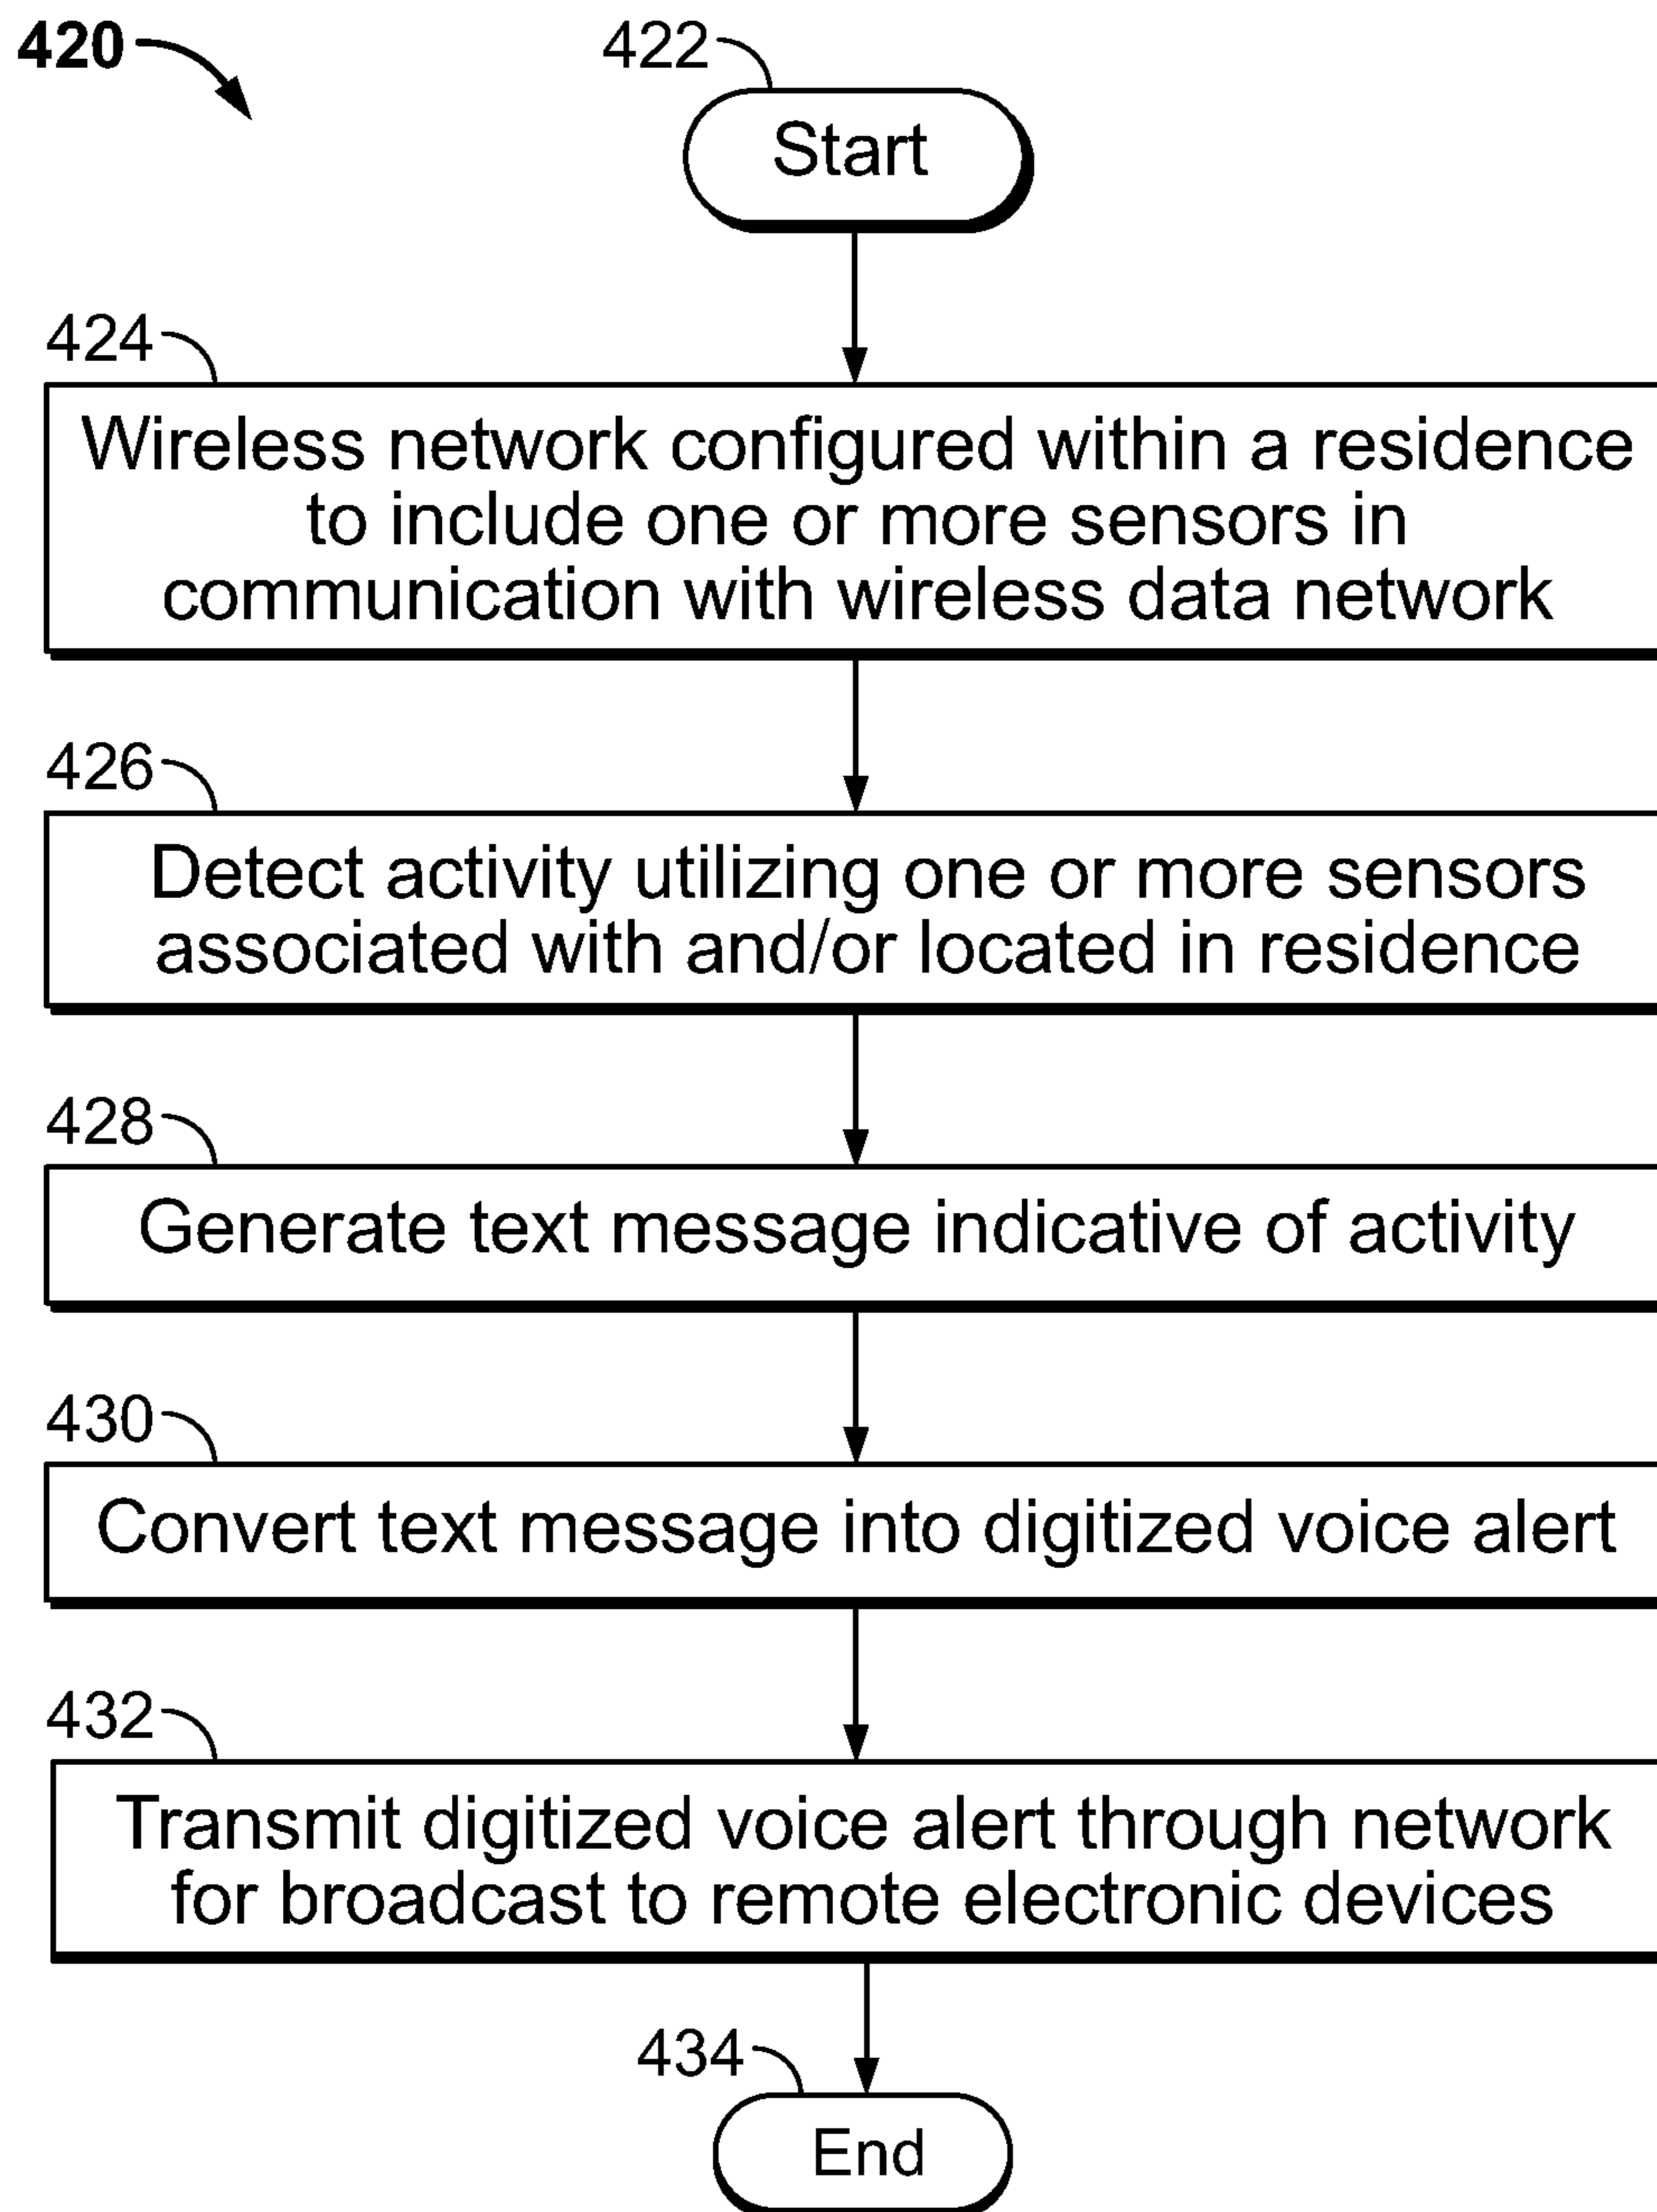 420
422
Start
424
Wireless network configured within a residence
to include one or more sensors in
communication with wireless data network
426
Detect activity utilizing one or more sensors
associated with and/or located in residence
428
Generate text message indicative of activity
430
Convert text message into digitized voice alert
432
Transmit digitized voice alert through network
for broadcast to remote electronic devices
434
End